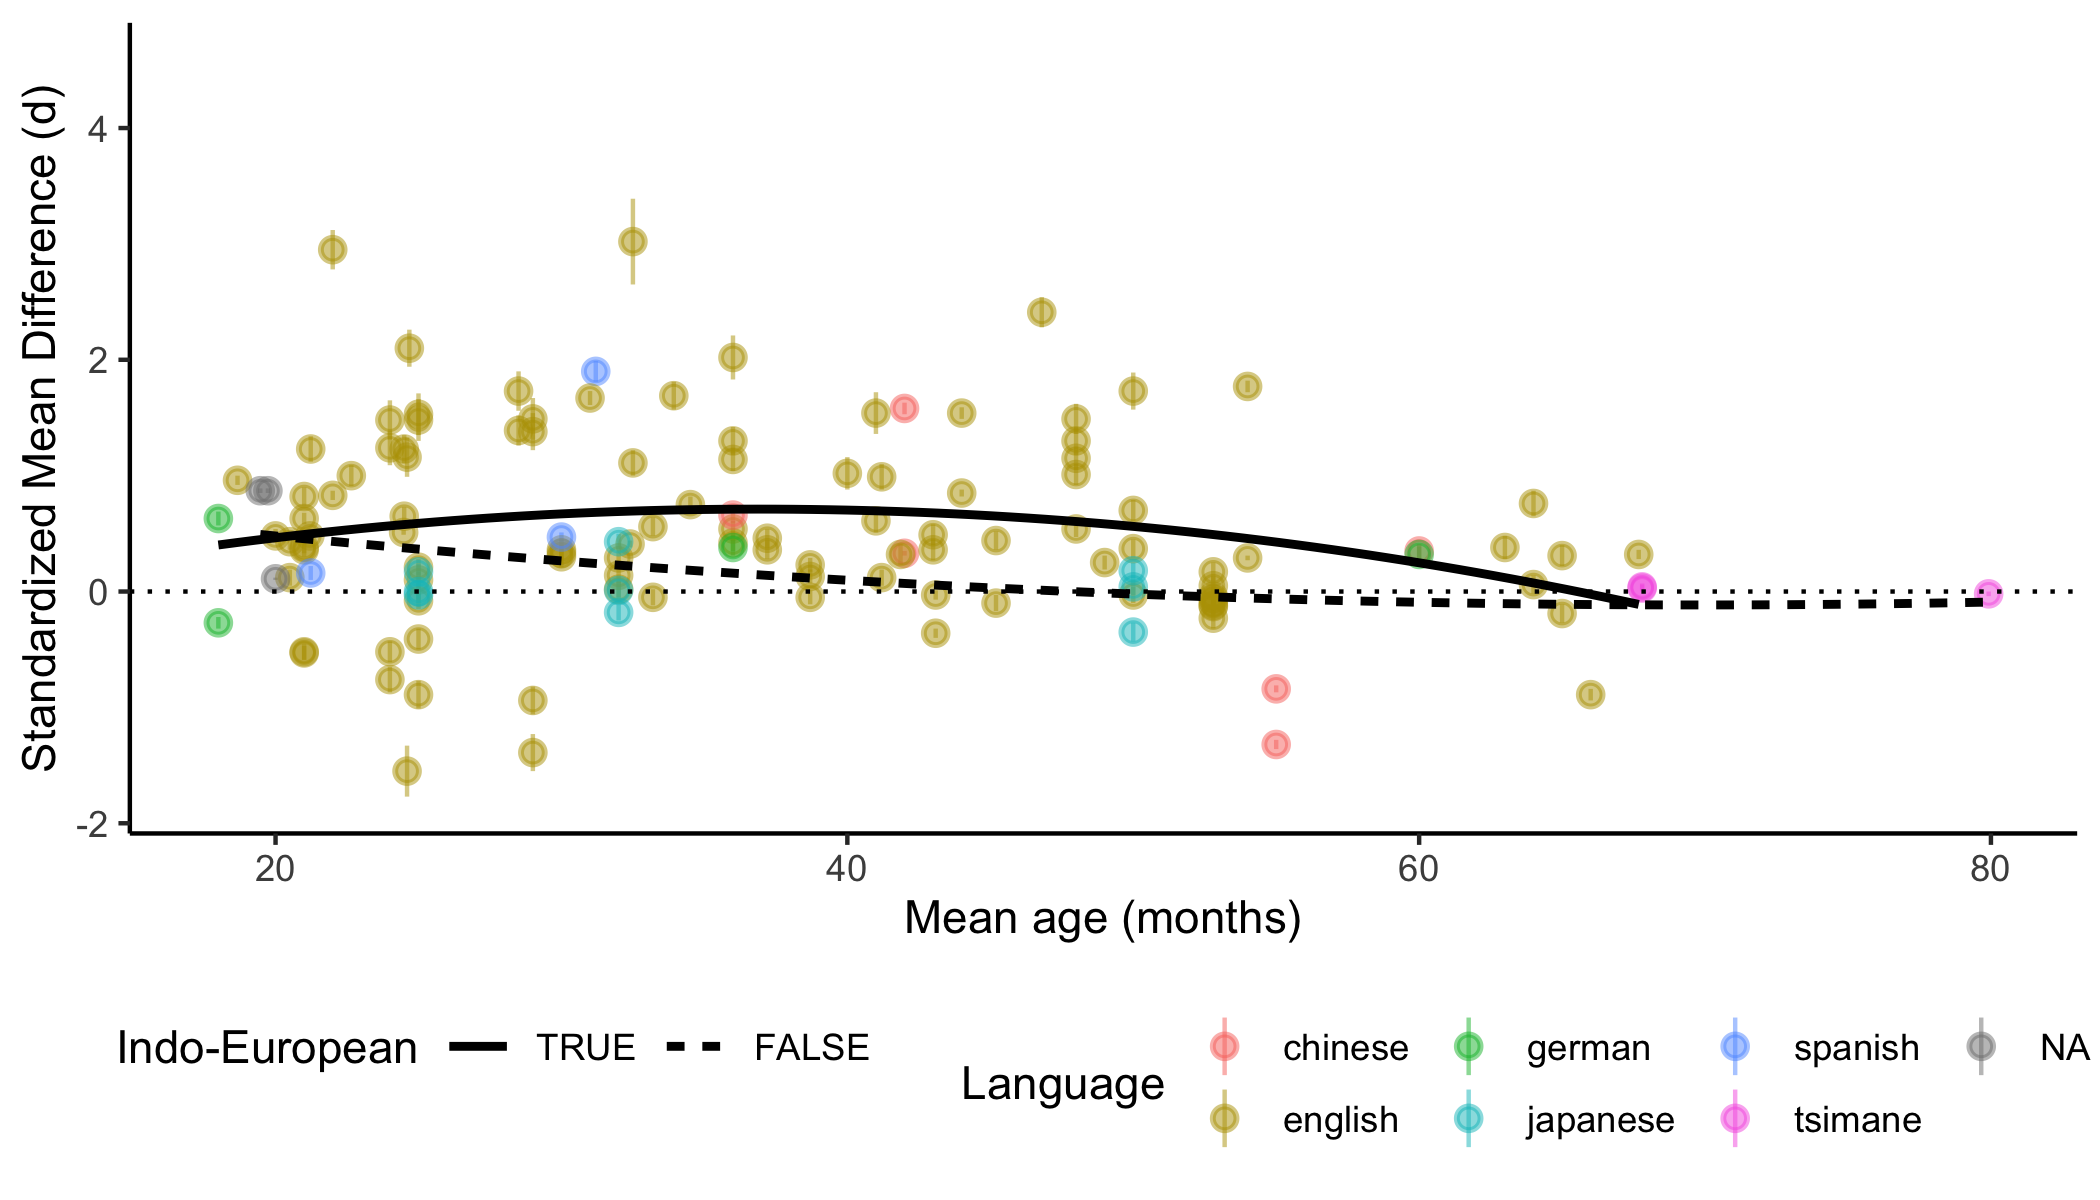 Standardized Mean Difference (d)
4
2
0
-2
20 40 60 80
Mean age (months)
Indo-European TRUE FALSE
Language
chinese german spanish NA
english japanese tsimane